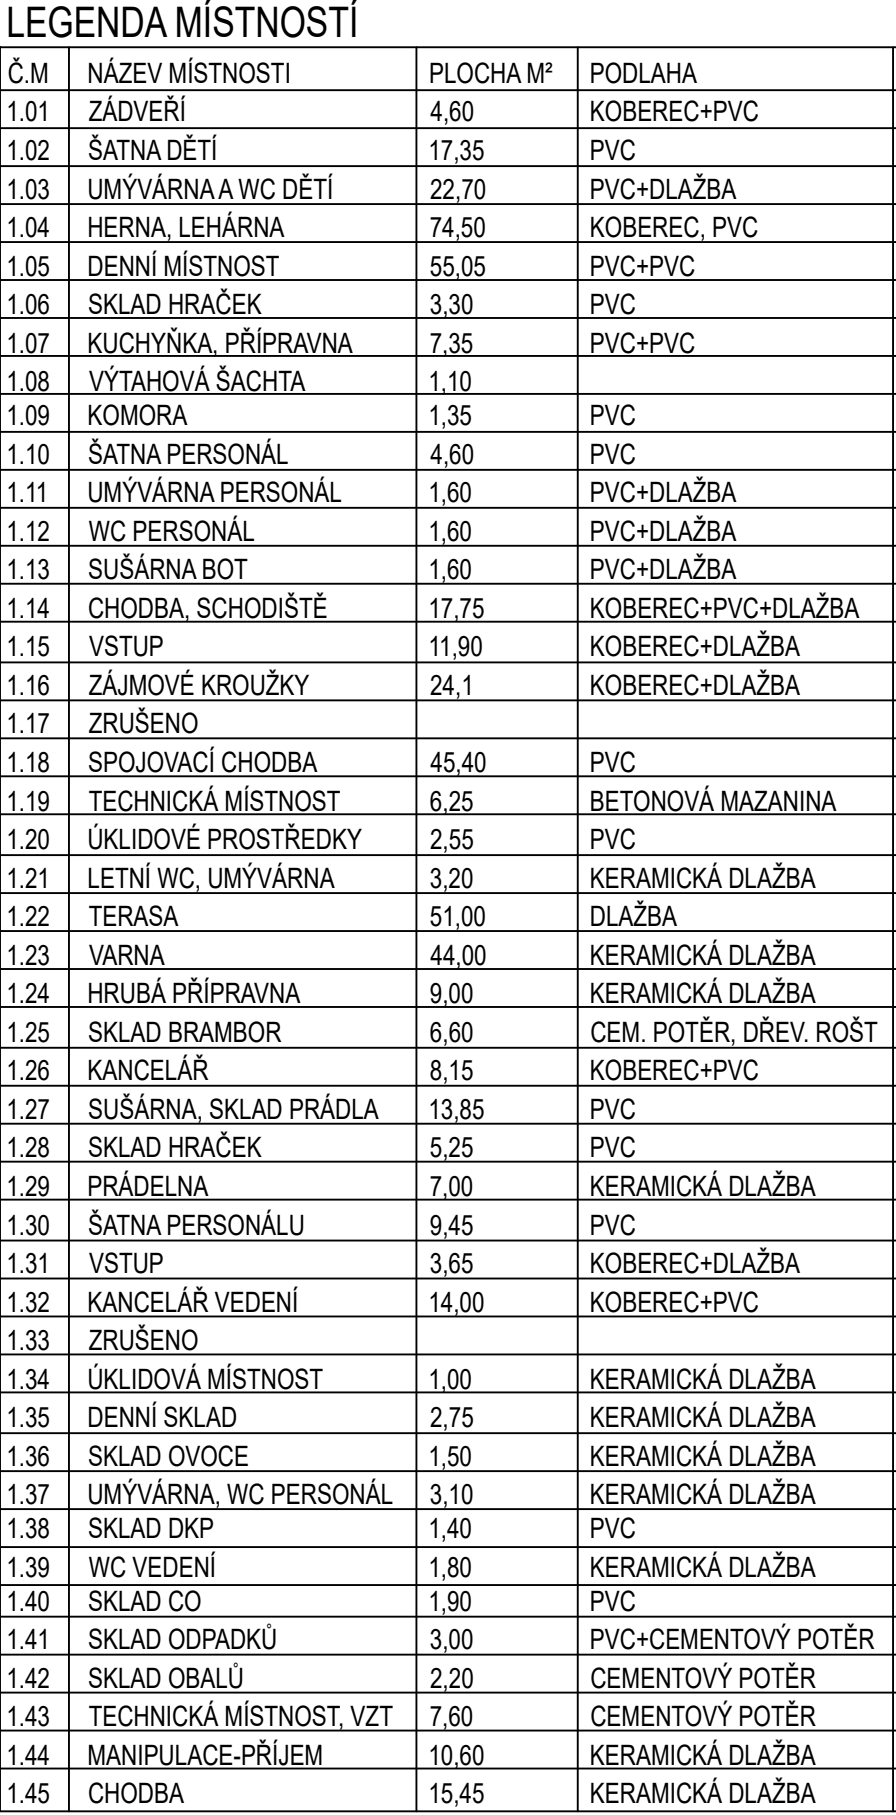 LEGENDA MÍSTNOSTÍ
Č.M NÁZEV MÍSTNOSTI PLOCHA M² PODLAHA
1.01 ZÁDVEŘÍ 4,60 KOBEREC+PVC
1.02 ŠATNA DĚTÍ 17,35 PVC
1.03 UMÝVÁRNA A WC DĚTÍ 22,70 PVC+DLAŽBA
1.04 HERNA, LEHÁRNA 74,50 KOBEREC, PVC
1.05 DENNÍ MÍSTNOST 55,05 PVC+PVC
1.06 SKLAD HRAČEK 3,30 PVC
1.07 KUCHYŇKA, PŘÍPRAVNA 7,35 PVC+PVC
1.08 VÝTAHOVÁ ŠACHTA 1,10
1.09 KOMORA 1,35 PVC
1.10 ŠATNA PERSONÁL 4,60 PVC
1.11 UMÝVÁRNA PERSONÁL 1,60 PVC+DLAŽBA
1.12 WC PERSONÁL 1,60 PVC+DLAŽBA
1.13 SUŠÁRNA BOT 1,60 PVC+DLAŽBA
1.14 CHODBA, SCHODIŠTĚ 17,75 KOBEREC+PVC+DLAŽBA
1.15 VSTUP 11,90 KOBEREC+DLAŽBA
1.16 ZÁJMOVÉ KROUŽKY 24,1 KOBEREC+DLAŽBA
1.17 ZRUŠENO
1.18 SPOJOVACÍ CHODBA 45,40 PVC
1.19 TECHNICKÁ MÍSTNOST 6,25 BETONOVÁ MAZANINA
1.20 ÚKLIDOVÉ PROSTŘEDKY 2,55 PVC
1.21 LETNÍ WC, UMÝVÁRNA 3,20 KERAMICKÁ DLAŽBA
1.22 TERASA 51,00 DLAŽBA
1.23 VARNA 44,00 KERAMICKÁ DLAŽBA
1.24 HRUBÁ PŘÍPRAVNA 9,00 KERAMICKÁ DLAŽBA
1.25 SKLAD BRAMBOR 6,60 CEM. POTĚR, DŘEV. ROŠT
1.26 KANCELÁŘ 8,15 KOBEREC+PVC
1.27 SUŠÁRNA, SKLAD PRÁDLA 13,85 PVC
1.28 SKLAD HRAČEK 5,25 PVC
1.29 PRÁDELNA 7,00 KERAMICKÁ DLAŽBA
1.30 ŠATNA PERSONÁLU 9,45 PVC
1.31 VSTUP 3,65 KOBEREC+DLAŽBA
1.32 KANCELÁŘ VEDENÍ 14,00 KOBEREC+PVC
1.33 ZRUŠENO
1.34 ÚKLIDOVÁ MÍSTNOST 1,00 KERAMICKÁ DLAŽBA
1.35 DENNÍ SKLAD 2,75 KERAMICKÁ DLAŽBA
1.36 SKLAD OVOCE 1,50 KERAMICKÁ DLAŽBA
1.37 UMÝVÁRNA, WC PERSONÁL 3,10 KERAMICKÁ DLAŽBA
1.38 SKLAD DKP 1,40 PVC
1.39 WC VEDENÍ 1,80 KERAMICKÁ DLAŽBA
1.40 SKLAD CO 1,90 PVC
1.41 SKLAD ODPADKŮ 3,00 PVC+CEMENTOVÝ POTĚR
1.42 SKLAD OBALŮ 2,20 CEMENTOVÝ POTĚR
1.43 TECHNICKÁ MÍSTNOST, VZT 7,60 CEMENTOVÝ POTĚR
1.44 MANIPULACE-PŘÍJEM 10,60 KERAMICKÁ DLAŽBA
1.45 CHODBA 15,45 KERAMICKÁ DLAŽBA